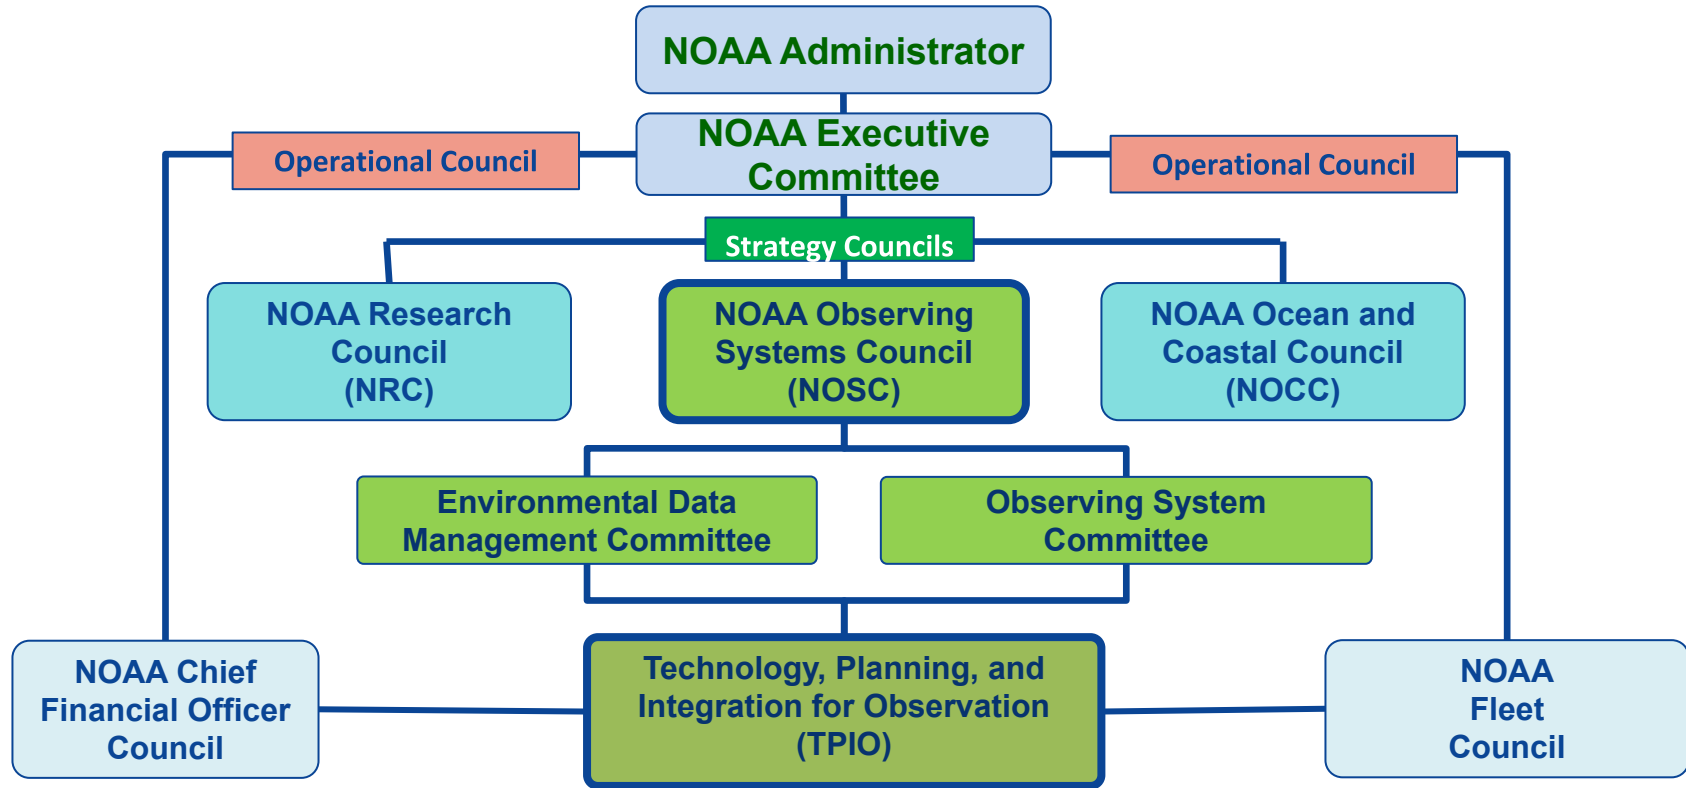 NOAA Administrator
NOAA Executive
Committee
Operational Council
Operational Council
Strategy Councils
NOAA Research
Council
(NRC)
NOAA Observing
Systems Council
(NOSC)
NOAA Ocean and
Coastal Council
(NOCC)
Environmental Data
Management Committee
Observing System
Committee
NOAA Chief
Financial Officer
Council
Technology, Planning, and
Integration for Observation
(TPIO)
NOAA
Fleet
Council